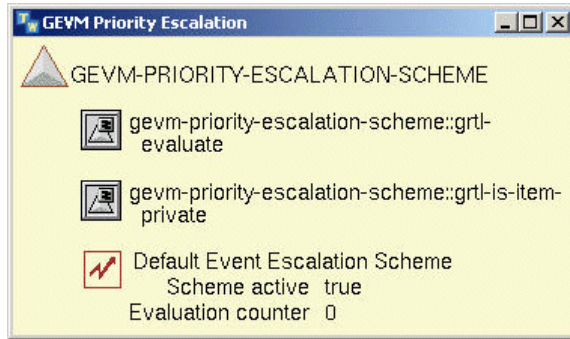 GEVM Priority Escalation
GEVM-PRIORITY-ESCALATION-SCHEME
gevm-priority-escalation-scheme::grtl-
evaluate
gevm-priority-escalation-scheme::grtl-is-item-
private
Default Event Escalation Scheme
Scheme active true
Evaluation counter 0